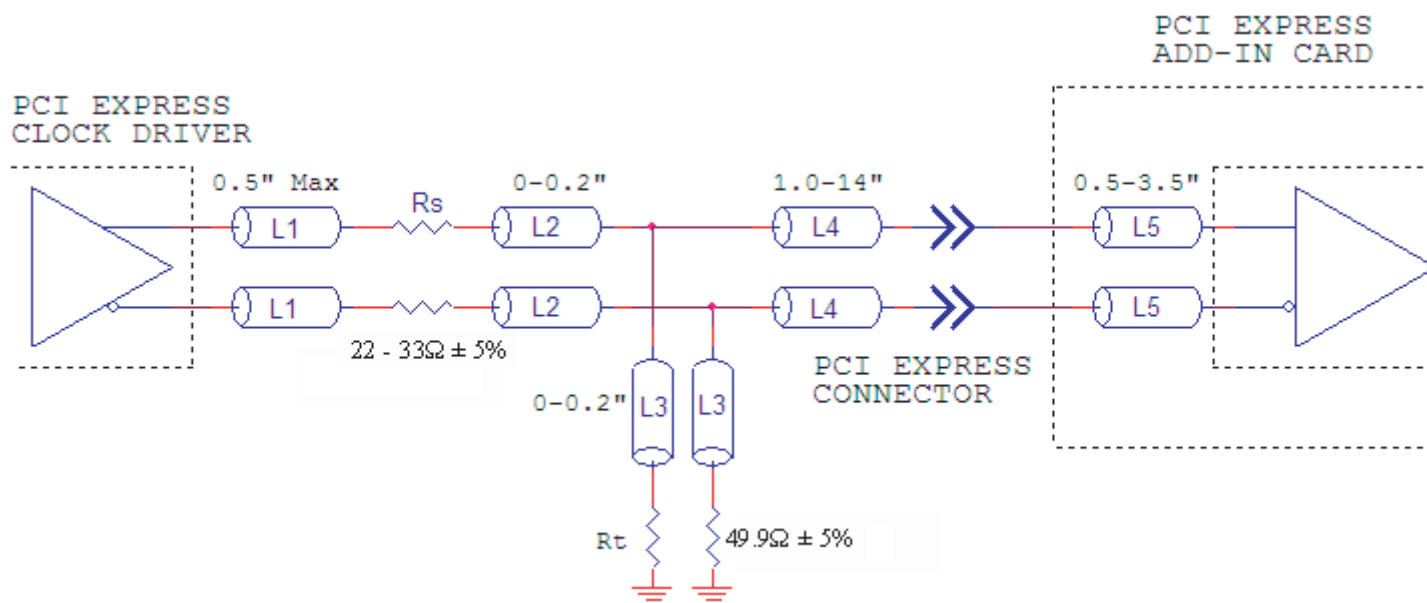 PCI EXPRESS
ADD-IN CARD
PCI EXPRESS
CLOCK DRIVER
0.5" Max
0-0.2"
1.0-14"
0.5-3.5"
Rs
L1
L2
L4
L5
L1
L2
L4
L5
22 - 33Ω ± 5%
PCI EXPRESS
CONNECTOR
0-0.2"
L3
L3
Rt
49.9Ω ± 5%